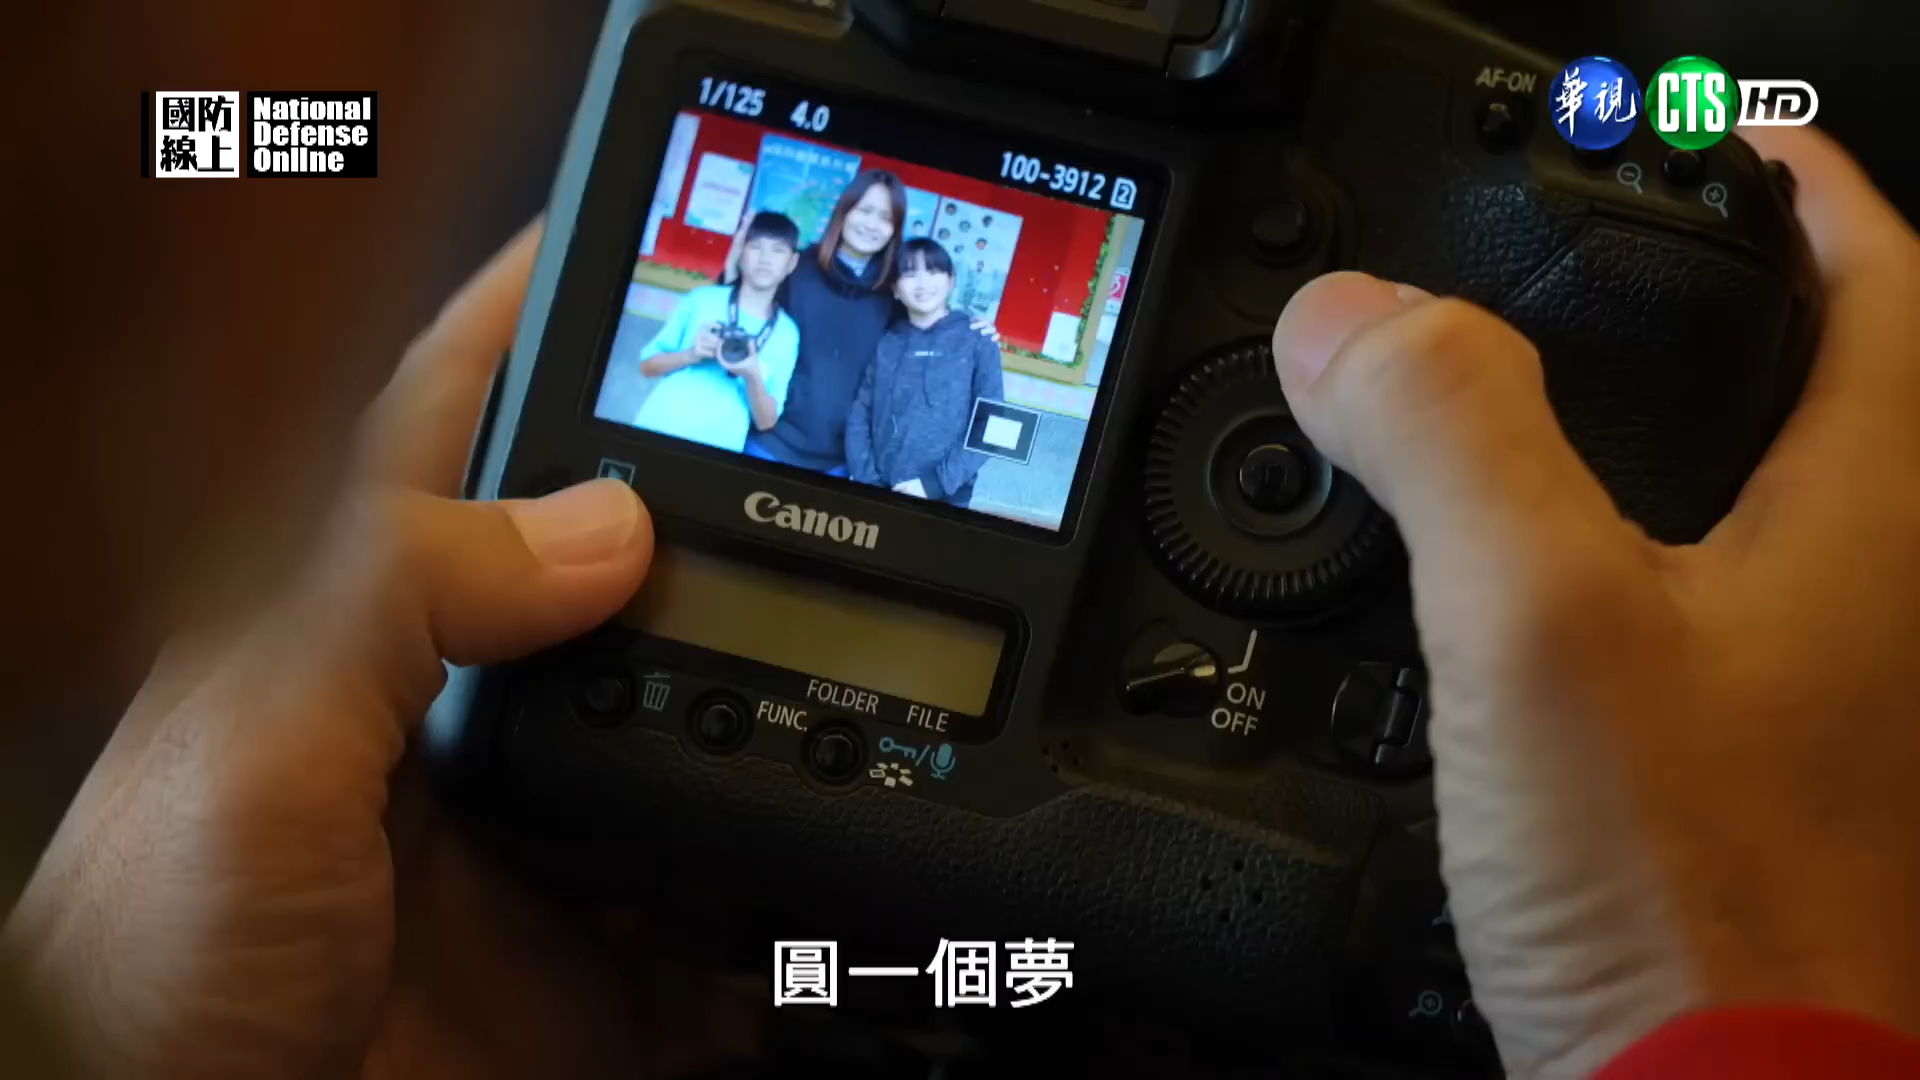 國防
線上
National
Defense
Online
華視 CTS HD
AF-ON
1/125 4.0
100-3912 2
Canon
FOLDER
FUNC. FILE
ON
OFF
圓一個夢